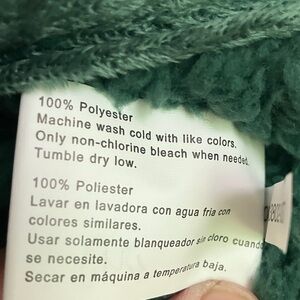 100% Polyester
Machine wash cold with like colors.
Only non-chlorine bleach when needed.
Tumble dry low.
100% Poliester
Lavar en lavadora con agua fria con
colores similares.
Usar solamente blanqueador sin cloro cuando
se necesite.
Secar en máquina a temperatura baja.